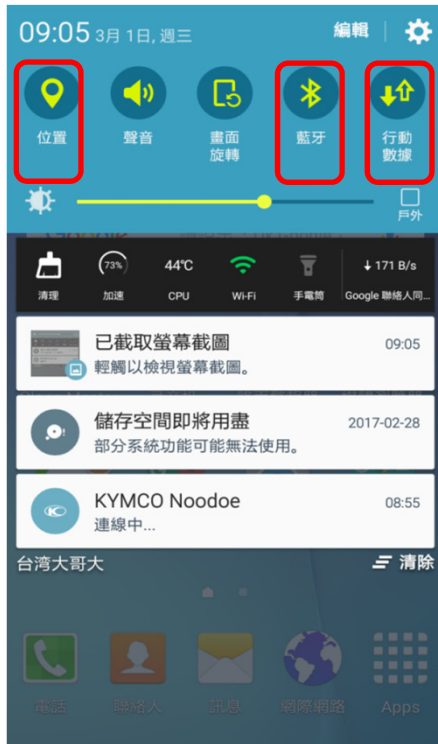 09:05 3月 1日, 週三 編輯
位置 聲音 畫面旋轉 藍牙 行動數據
戶外
73% 44℃ ↓ 171 B/s
清理 加速 CPU Wi-Fi 手電筒 Google 聯絡人同...
已截取螢幕截圖 09:05
輕觸以檢視螢幕截圖。
儲存空間即將用盡 2017-02-28
部分系統功能可能無法使用。
KYMCO Noodoe 08:55
連線中...
台湾大哥大 清除
電話 聯絡人 訊息 網際網路 Apps